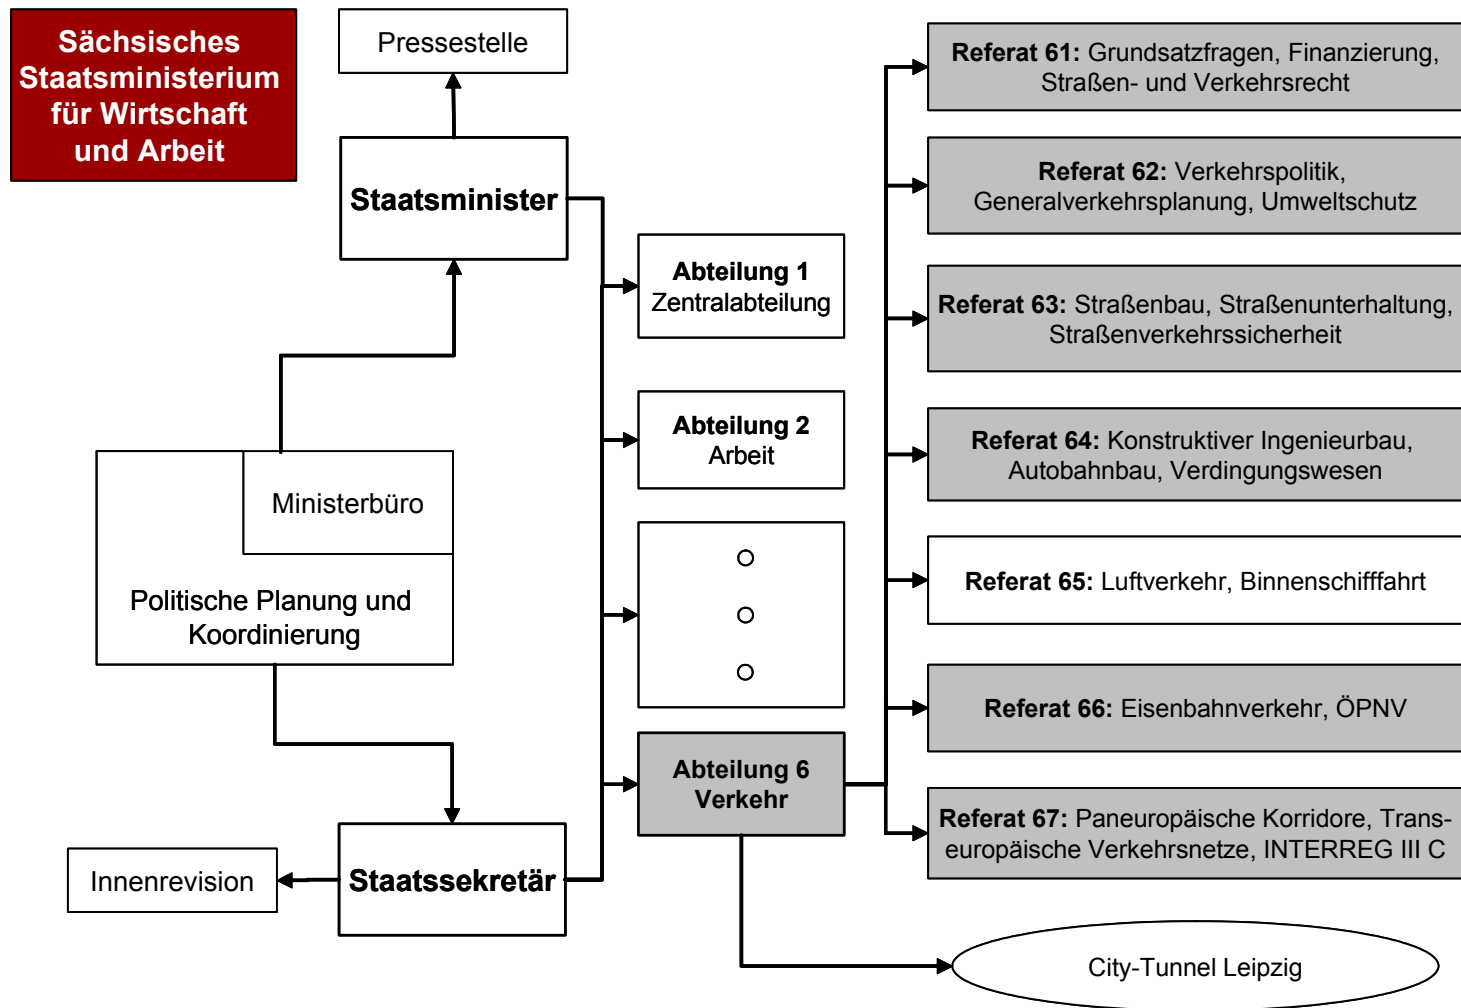 Sächsisches
Staatsministerium
für Wirtschaft
und Arbeit
Pressestelle
Staatsminister
Ministerbüro
Politische Planung und
Koordinierung
Innenrevision
Staatssekretär
Abteilung 1
Zentralabteilung
Abteilung 2
Arbeit
Abteilung 6
Verkehr
Referat 61: Grundsatzfragen, Finanzierung,
Straßen- und Verkehrsrecht
Referat 62: Verkehrspolitik,
Generalverkehrsplanung, Umweltschutz
Referat 63: Straßenbau, Straßenunterhaltung,
Straßenverkehrssicherheit
Referat 64: Konstruktiver Ingenieurbau,
Autobahnbau, Verdingungswesen
Referat 65: Luftverkehr, Binnenschifffahrt
Referat 66: Eisenbahnverkehr, ÖPNV
Referat 67: Paneuropäische Korridore, Trans-
europäische Verkehrsnetze, INTERREG III C
City-Tunnel Leipzig